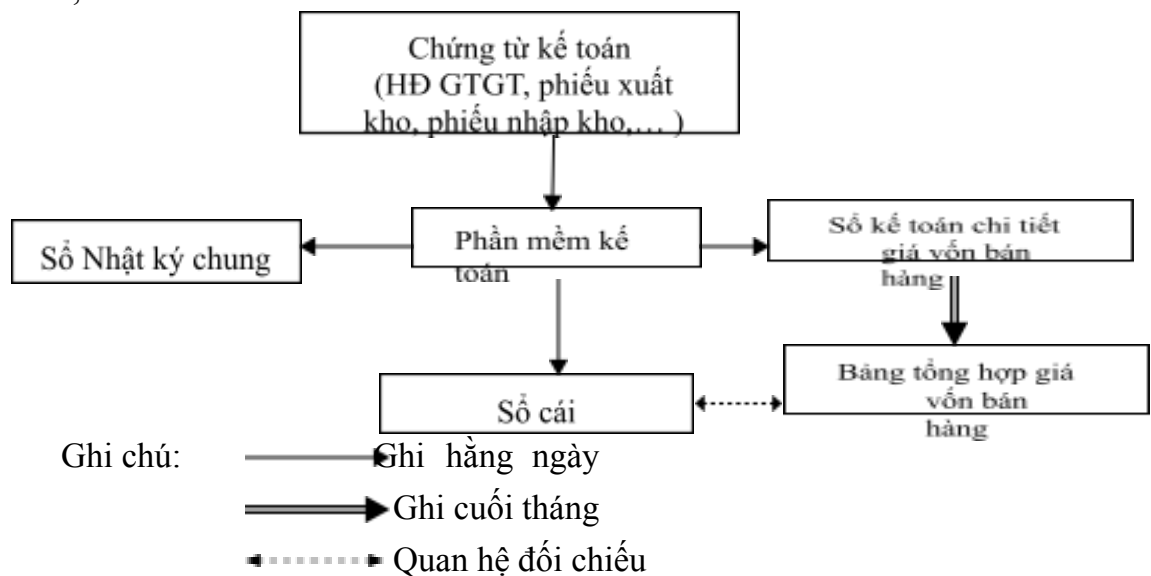 Chứng từ kế toán
(HĐ GTGT, phiếu xuất
kho, phiếu nhập kho,… )
Sổ Nhật ký chung
Phần mềm kế
toán
Sổ kế toán chi tiết
giá vốn bán
hàng
Sổ cái
Bảng tổng hợp giá
vốn bán
hàng
Ghi chú:
Ghi hằng ngày
Ghi cuối tháng
Quan hệ đối chiếu